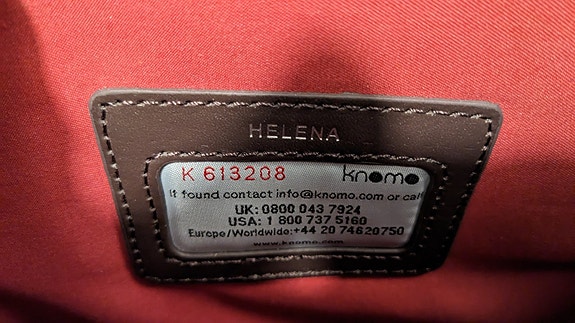 HELENA
K 613208 knomo
If found contact info@knomo.com or call
UK: 0800 043 7924
USA: 1 800 737 5160
Europe/Worldwide:+44 20 74620750
www.knomo.com